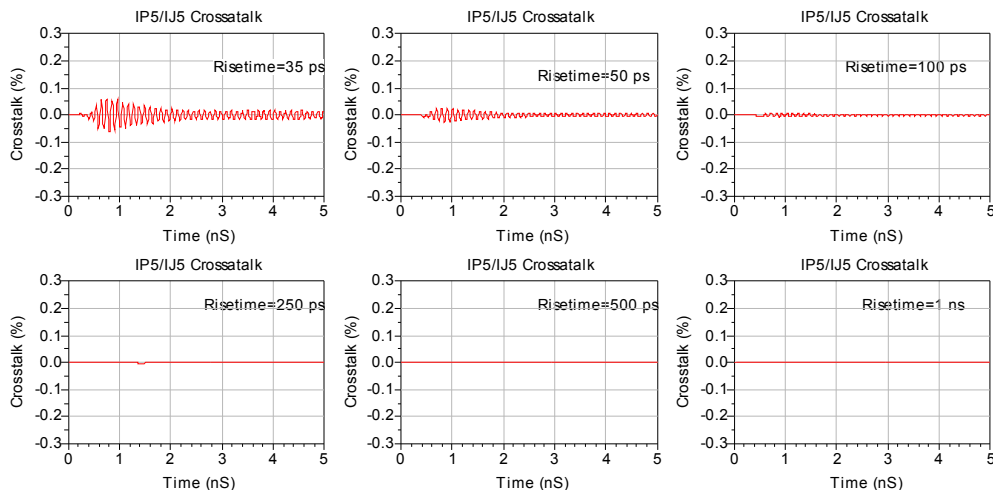 IP5/IJ5 Crossatalk
IP5/IJ5 Crossatalk
IP5/IJ5 Crossatalk
Risetime=35 ps
Risetime=50 ps
Risetime=100 ps
Crosstalk (%)
0.3
0.2
0.1
0.0
-0.1
-0.2
-0.3
0 1 2 3 4 5
Time (nS)
Crosstalk (%)
0.3
0.2
0.1
0.0
-0.1
-0.2
-0.3
0 1 2 3 4 5
Time (nS)
Crosstalk (%)
0.3
0.2
0.1
0.0
-0.1
-0.2
-0.3
0 1 2 3 4 5
Time (nS)
IP5/IJ5 Crossatalk
IP5/IJ5 Crossatalk
IP5/IJ5 Crossatalk
Risetime=250 ps
Risetime=500 ps
Risetime=1 ns
Crosstalk (%)
0.3
0.2
0.1
0.0
-0.1
-0.2
-0.3
0 1 2 3 4 5
Time (nS)
Crosstalk (%)
0.3
0.2
0.1
0.0
-0.1
-0.2
-0.3
0 1 2 3 4 5
Time (nS)
Crosstalk (%)
0.3
0.2
0.1
0.0
-0.1
-0.2
-0.3
0 1 2 3 4 5
Time (nS)